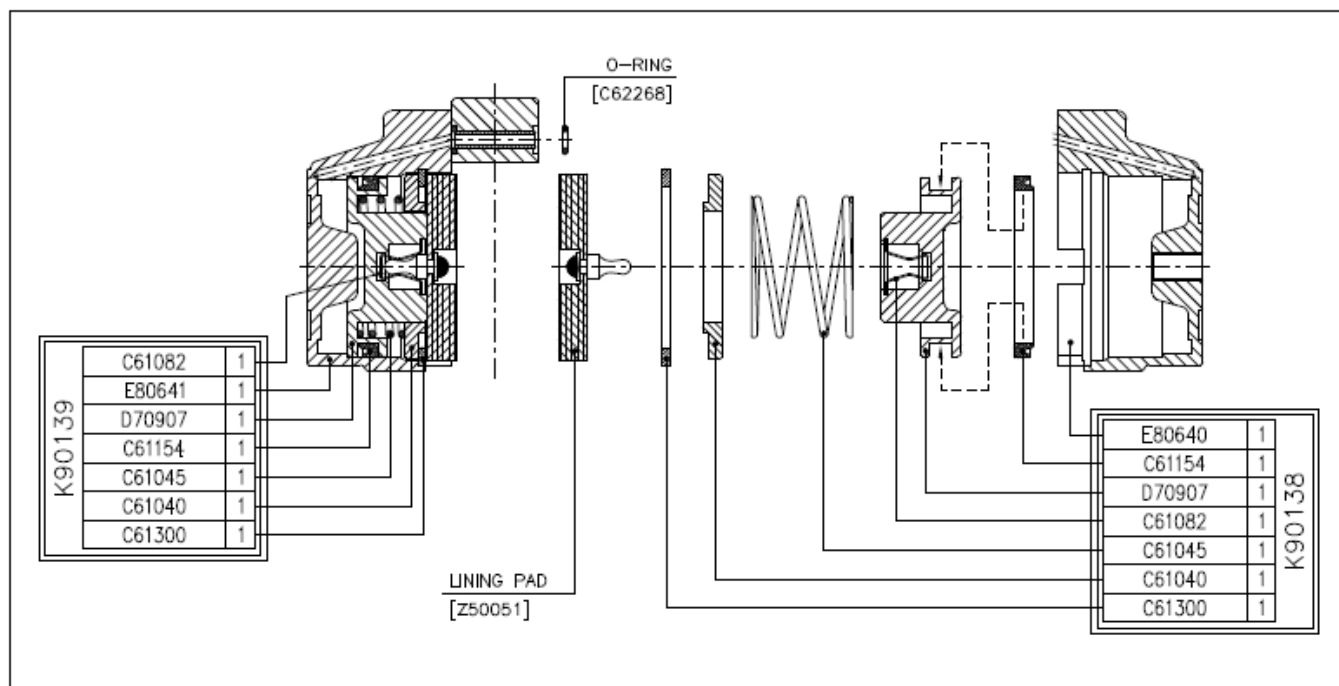 O-RING
[C62268]
K90139
C61082 1
E80641 1
D70907 1
C61154 1
C61045 1
C61040 1
C61300 1
LINING PAD
[Z50051]
E80640 1
C61154 1
D70907 1
C61082 1
C61045 1
C61040 1
C61300 1
K90138